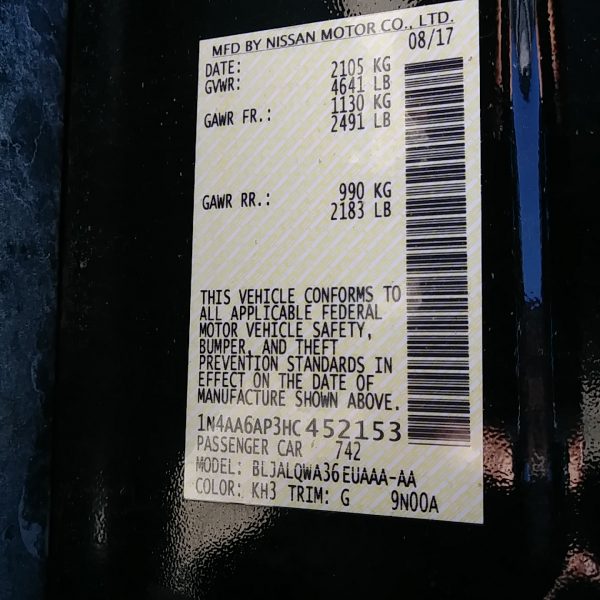 MFD BY NISSAN MOTOR CO., LTD.
DATE: 08/17
GVWR: 2105 KG
4641 LB
GAWR FR.: 1130 KG
2491 LB
GAWR RR.: 990 KG
2183 LB
THIS VEHICLE CONFORMS TO
ALL APPLICABLE FEDERAL
MOTOR VEHICLE SAFETY,
BUMPER, AND THEFT
PREVENTION STANDARDS IN
EFFECT ON THE DATE OF
MANUFACTURE SHOWN ABOVE.
1N4AA6AP3HC452153
PASSENGER CAR 742
MODEL: BLJALQWA36EUAAA-AA
COLOR: KH3 TRIM: G 9N00A